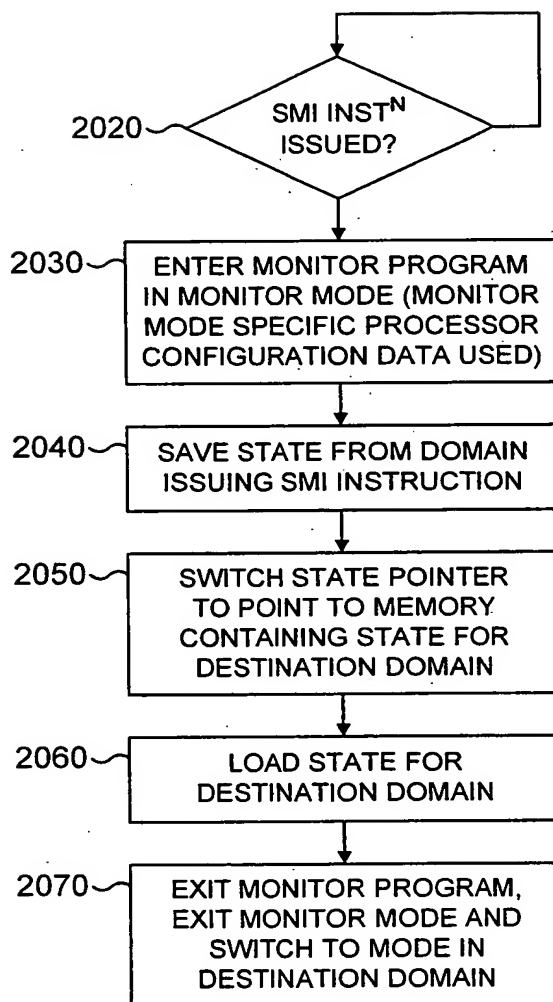 2020
SMI INST^N
ISSUED?
2030
ENTER MONITOR PROGRAM
IN MONITOR MODE (MONITOR
MODE SPECIFIC PROCESSOR
CONFIGURATION DATA USED)
2040
SAVE STATE FROM DOMAIN
ISSUING SMI INSTRUCTION
2050
SWITCH STATE POINTER
TO POINT TO MEMORY
CONTAINING STATE FOR
DESTINATION DOMAIN
2060
LOAD STATE FOR
DESTINATION DOMAIN
2070
EXIT MONITOR PROGRAM,
EXIT MONITOR MODE AND
SWITCH TO MODE IN
DESTINATION DOMAIN